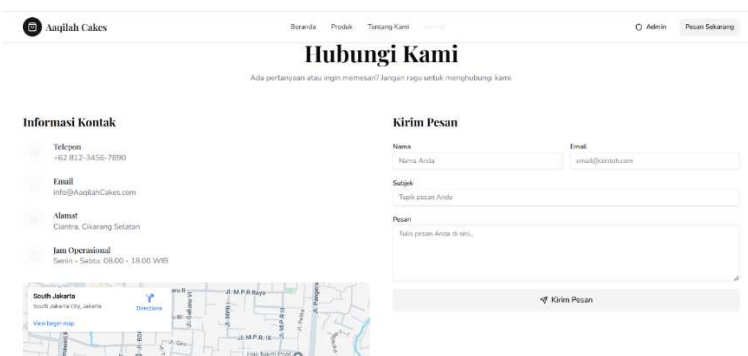 Aaqilah Cakes
Beranda Produk Tentang Kami
Admin
Pesan Sekarang
Hubungi Kami
Ada pertanyaan atau ingin memesan? Jangan ragu untuk menghubungi kami.
Informasi Kontak
Telepon
+62 812-3456-7890
Email
info@AaqilahCakes.com
Alamat
Ciantra, Cikarang Selatan
Jam Operasional
Senin - Sabtu: 08.00 - 18.00 WIB
South Jakarta
South Jakarta City, Jakarta
Directions
View larger map
Jl. M.P.R Raya
Kirim Pesan
Nama
Nama Anda
Email
email@contoh.com
Subjek
Topik pesan Anda
Pesan
Tulis pesan Anda di sini...
Kirim Pesan